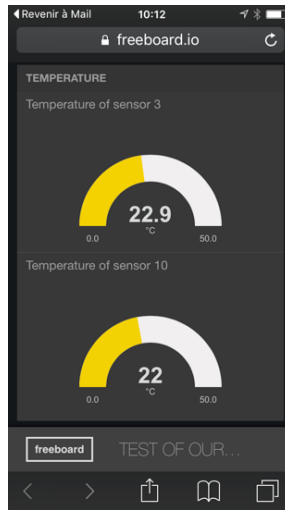 Revenir à Mail 10:12
freeboard.io
TEMPERATURE
Temperature of sensor 3
22.9
°C
0.0 50.0
Temperature of sensor 10
22
°C
0.0 50.0
freeboard TEST OF OUR...